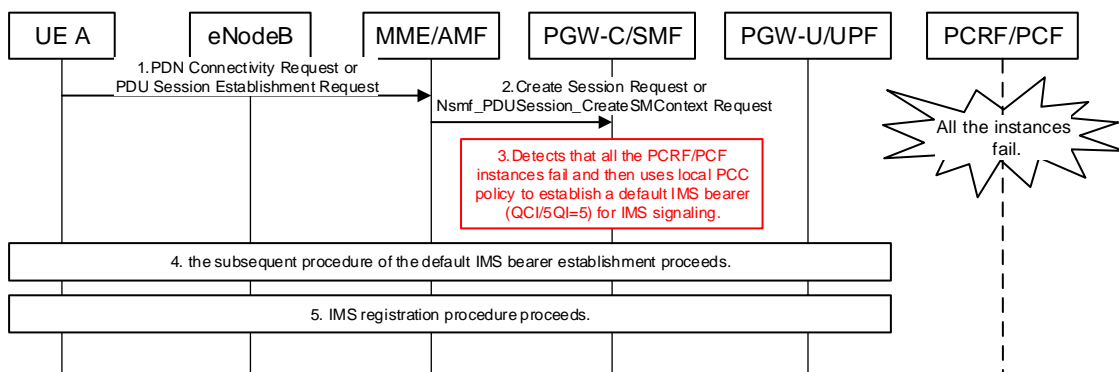 UE A
eNodeB
MME/AMF
PGW-C/SMF
PGW-U/UPF
PCRF/PCF
1.PDN Connectivity Request or
PDU Session Establishment Request
2.Create Session Request or
Nsmf_PDUSession_CreateSMContext Request
All the instances
fail.
3.Detects that all the PCRF/PCF
instances fail and then uses local PCC
policy to establish a default IMS bearer
(QCI/5QI=5) for IMS signaling.
4. the subsequent procedure of the default IMS bearer establishment proceeds.
5. IMS registration procedure proceeds.